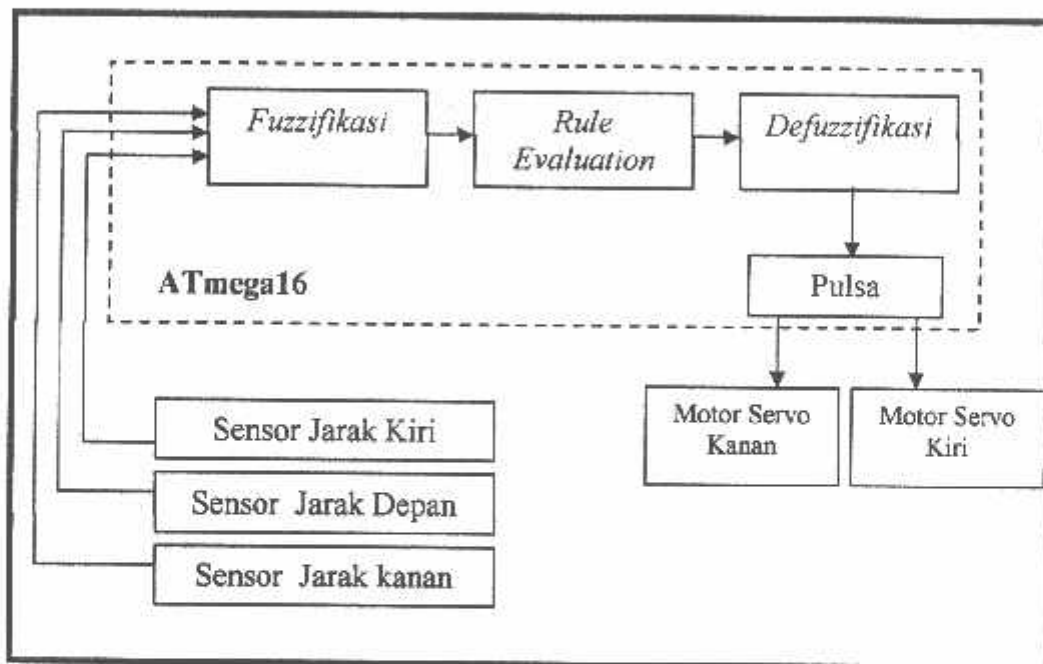 Fuzzifikasi
Rule
Evaluation
Defuzzifikasi
ATmega16
Pulsa
Sensor Jarak Kiri
Sensor Jarak Depan
Sensor Jarak kanan
Motor Servo
Kanan
Motor Servo
Kiri